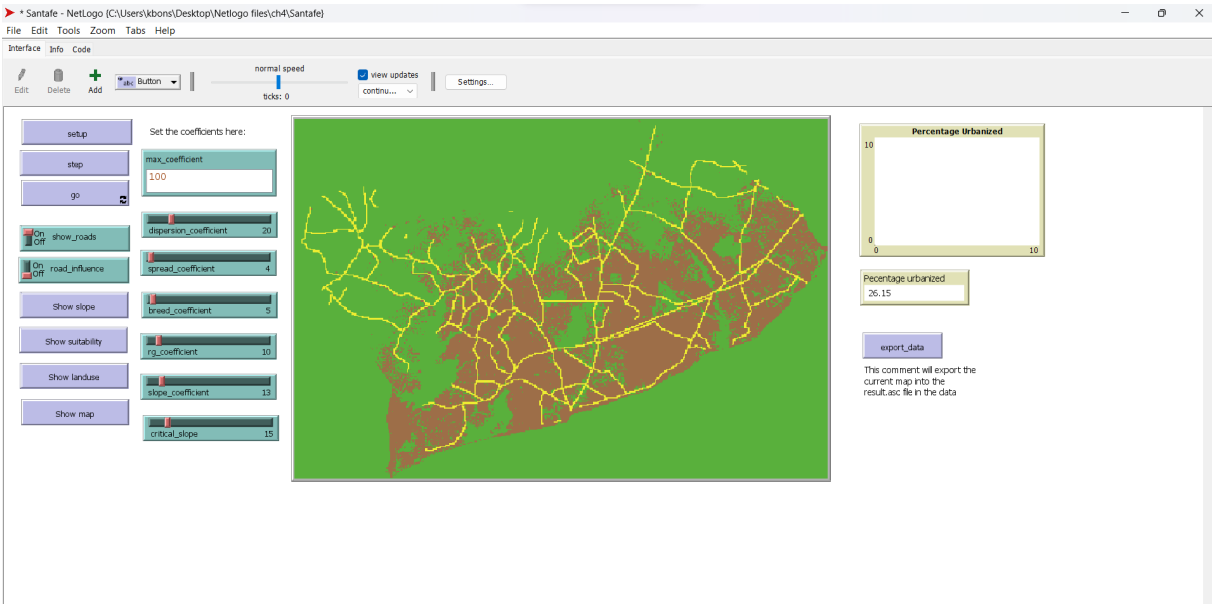 * Santafe - NetLogo {C:\Users\kbons\Desktop\Netlogo files\ch4\Santafe}
File Edit Tools Zoom Tabs Help
Interface Info Code
Edit Delete Add abc Button normal speed ticks: 0 view updates continu... Settings...
setup
step
go
On Off show_roads
On Off road_influence
Show slope
Show suitability
Show landuse
Show map
Set the coefficients here:
max_coefficient
100
dispersion_coefficient 20
spread_coefficient 4
breed_coefficient 5
rg_coefficient 10
slope_coefficient 13
critical_slope 15
Percentage Urbanized
10
0
0 10
Pecentage urbanized
26.15
export_data
This comment will export the
current map into the
result.asc file in the data